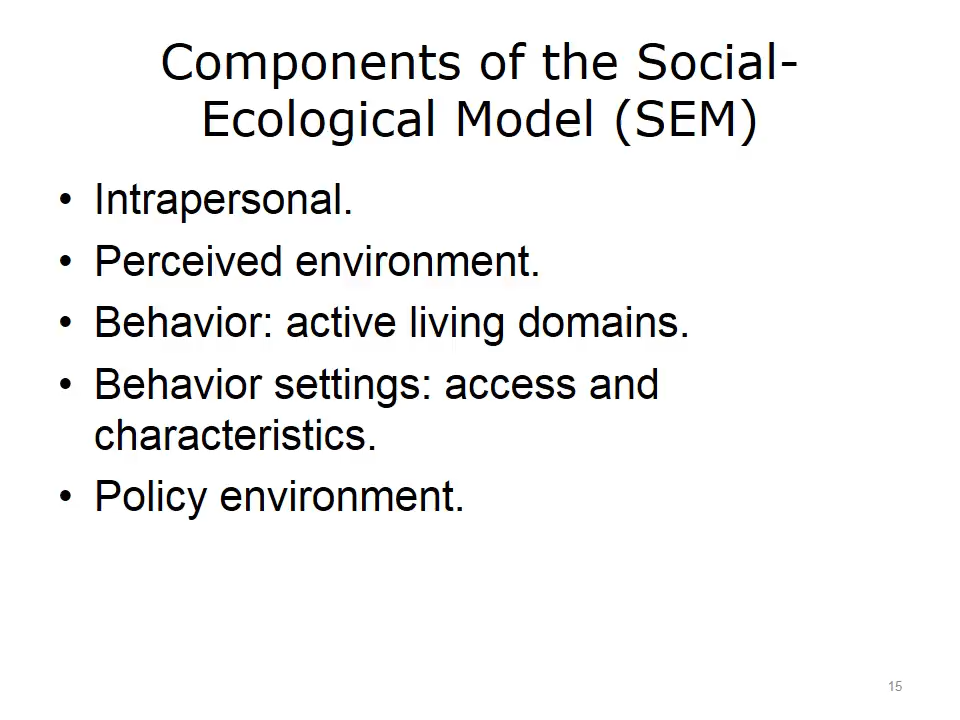 Components of the Social-
Ecological Model (SEM)
• Intrapersonal.
• Perceived environment.
• Behavior: active living domains.
• Behavior settings: access and
characteristics.
• Policy environment.
15